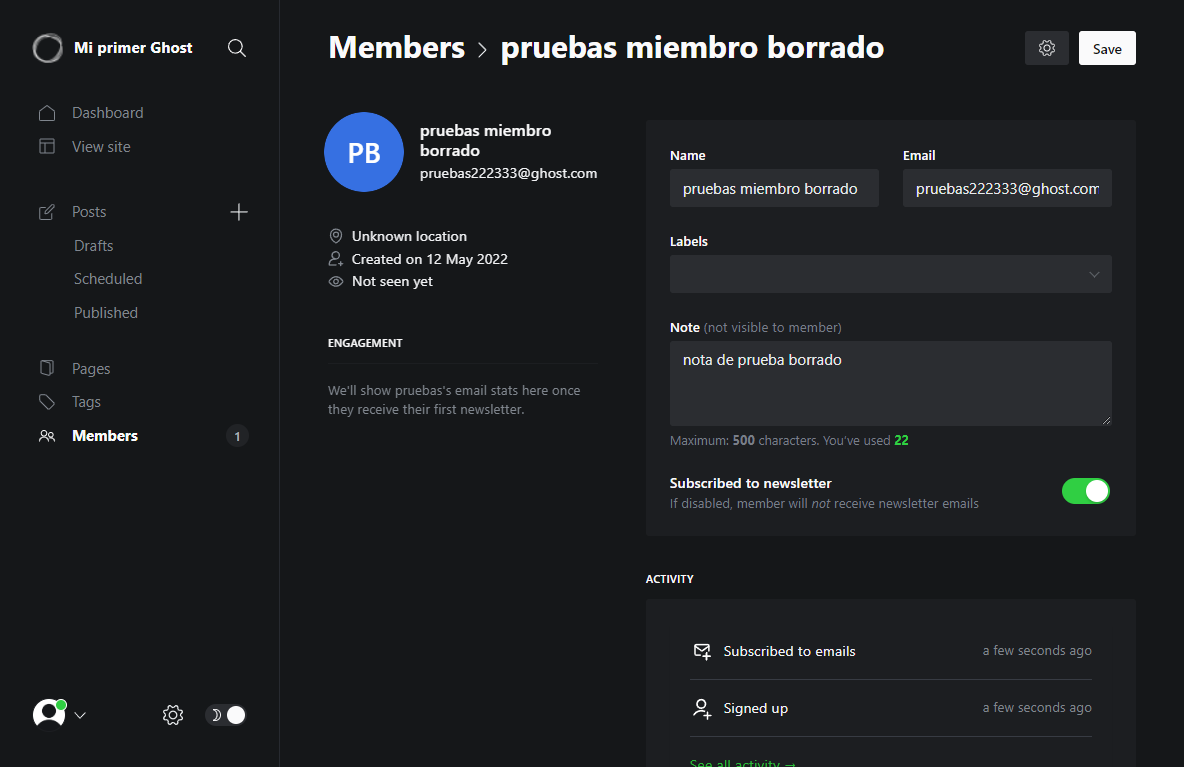 Mi primer Ghost
Dashboard
View site
Posts
Drafts
Scheduled
Published
Pages
Tags
Members
1
Members > pruebas miembro borrado
Save
PB
pruebas miembro
borrado
pruebas222333@ghost.com
Unknown location
Created on 12 May 2022
Not seen yet
ENGAGEMENT
We'll show pruebas's email stats here once
they receive their first newsletter.
Name
pruebas miembro borrado
Email
pruebas222333@ghost.com
Labels
Note (not visible to member)
nota de prueba borrado
Maximum: 500 characters. You've used 22
Subscribed to newsletter
If disabled, member will not receive newsletter emails
ACTIVITY
Subscribed to emails a few seconds ago
Signed up a few seconds ago
See all activity →